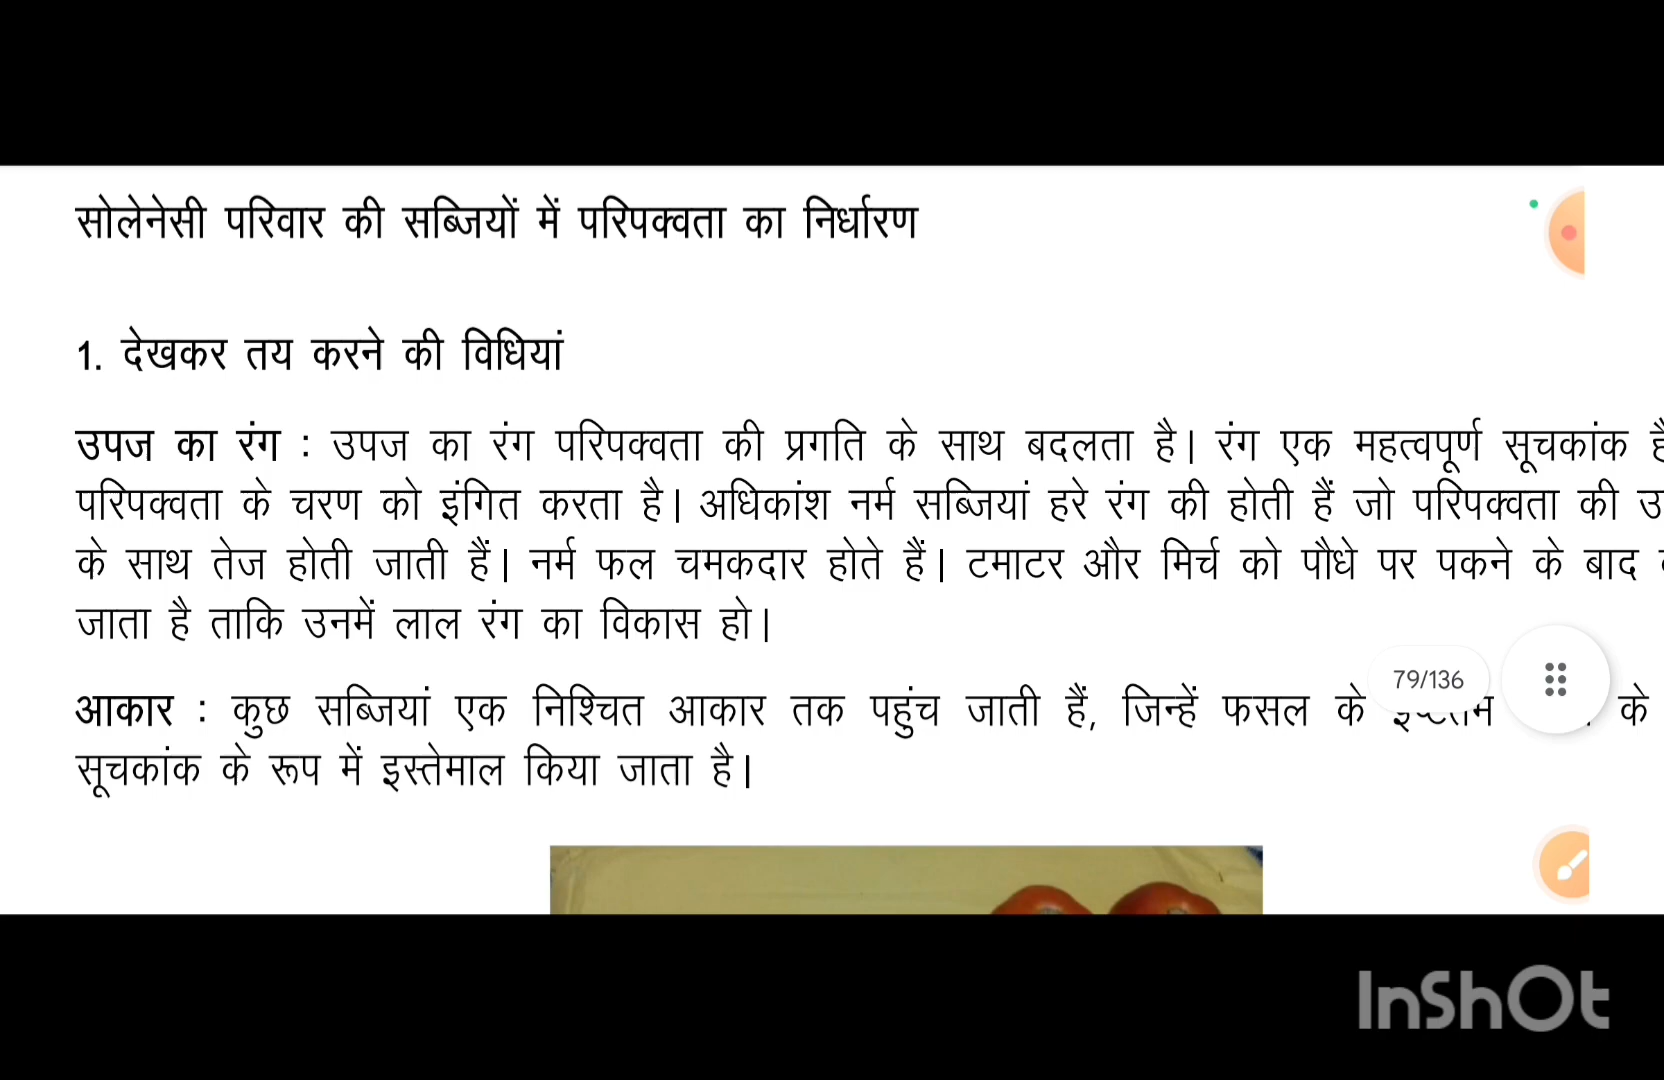 सोलेनेसी परिवार की सब्जियों में परिपक्वता का निर्धारण
1. देखकर तय करने की विधियां
उपज का रंग : उपज का रंग परिपक्वता की प्रगति के साथ बदलता है। रंग एक महत्वपूर्ण सूचकांक
परिपक्वता के चरण को इंगित करता है। अधिकांश नर्म सब्जियां हरे रंग की होती हैं जो परिपक्वता की
के साथ तेज होती जाती हैं। नर्म फल चमकदार होते हैं। टमाटर और मिर्च को पौधे पर पकने के बाद
जाता है ताकि उनमें लाल रंग का विकास हो।
79/136
आकार : कुछ सब्जियां एक निश्चित आकार तक पहुंच जाती हैं, जिन्हें फसल के के
सूचकांक के रूप में इस्तेमाल किया जाता है।
InShOt